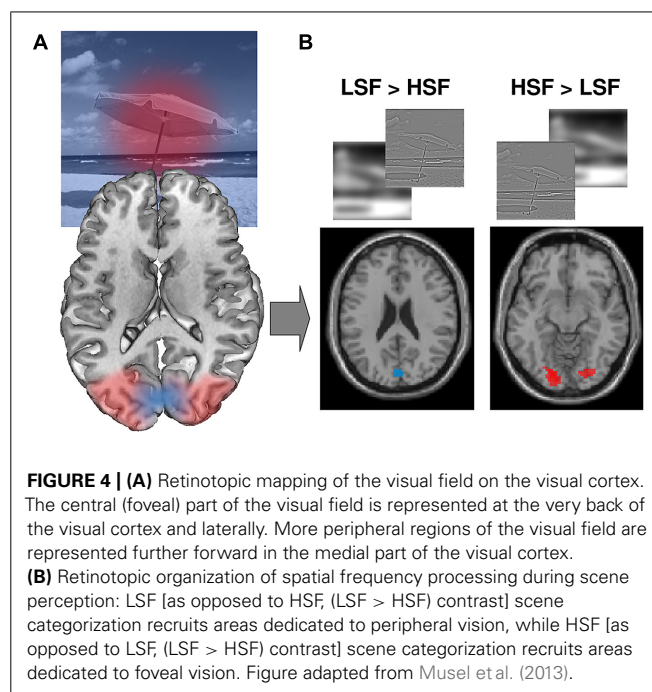 A
B
LSF > HSF
HSF > LSF
FIGURE 4 | (A) Retinotopic mapping of the visual field on the visual cortex.
The central (foveal) part of the visual field is represented at the very back of
the visual cortex and laterally. More peripheral regions of the visual field are
represented further forward in the medial part of the visual cortex.
(B) Retinotopic organization of spatial frequency processing during scene
perception: LSF [as opposed to HSF, (LSF > HSF) contrast] scene
categorization recruits areas dedicated to peripheral vision, while HSF [as
opposed to LSF, (LSF > HSF) contrast] scene categorization recruits areas
dedicated to foveal vision. Figure adapted from Musel et al. (2013).